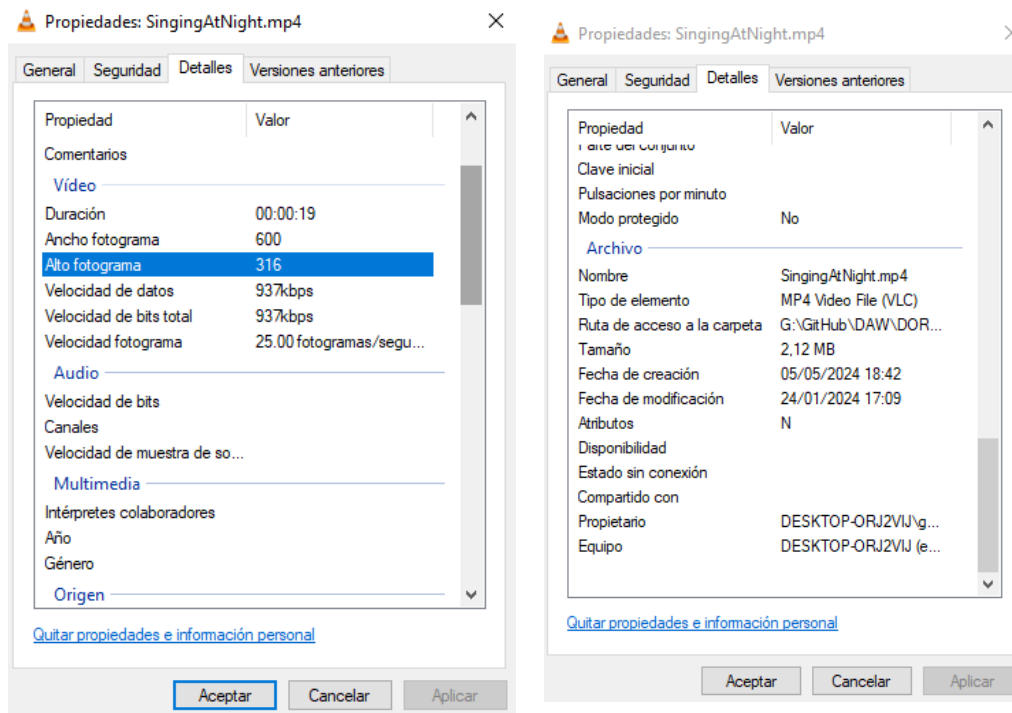 Propiedades: SingingAtNight.mp4
General Seguridad Detalles Versiones anteriores
Propiedad Valor
Comentarios
Vídeo
Duración 00:00:19
Ancho fotograma 600
Alto fotograma 316
Velocidad de datos 937kbps
Velocidad de bits total 937kbps
Velocidad fotograma 25.00 fotogramas/segu...
Audio
Velocidad de bits
Canales
Velocidad de muestra de so...
Multimedia
Intérpretes colaboradores
Año
Género
Origen
Quitar propiedades e información personal
Aceptar Cancelar Aplicar
Propiedades: SingingAtNight.mp4
General Seguridad Detalles Versiones anteriores
Propiedad Valor
Parte del conjunto
Clave inicial
Pulsaciones por minuto
Modo protegido No
Archivo
Nombre SingingAtNight.mp4
Tipo de elemento MP4 Video File (VLC)
Ruta de acceso a la carpeta G:\GitHub\DAW\DOR...
Tamaño 2,12 MB
Fecha de creación 05/05/2024 18:42
Fecha de modificación 24/01/2024 17:09
Atributos N
Disponibilidad
Estado sin conexión
Compartido con
Propietario DESKTOP-ORJ2VIJ\g...
Equipo DESKTOP-ORJ2VIJ (e...
Quitar propiedades e información personal
Aceptar Cancelar Aplicar